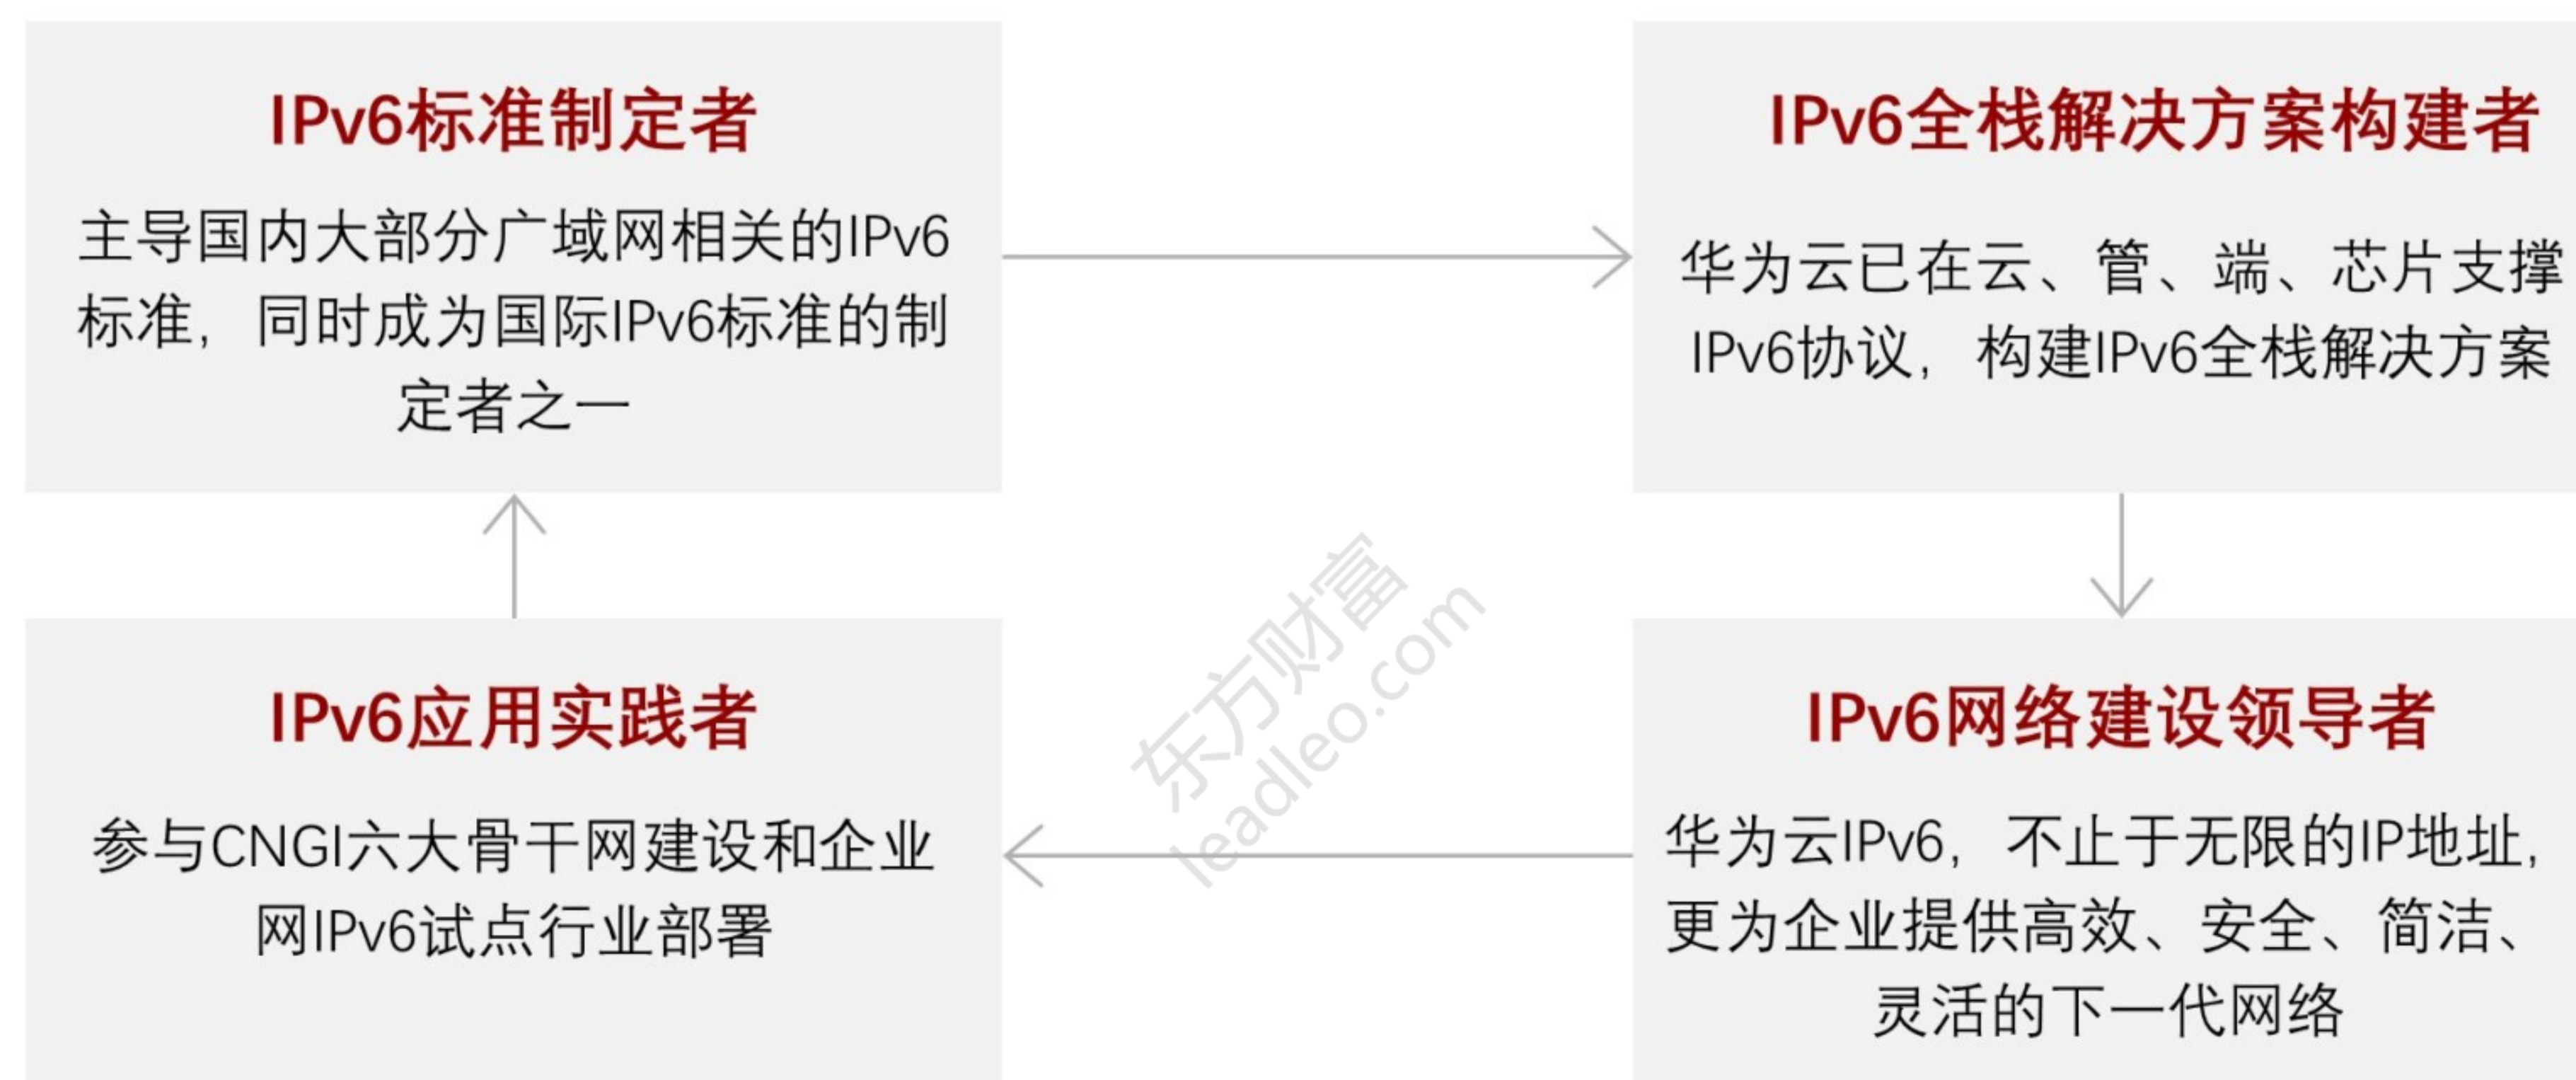 IPv6标准制定者
主导国内大部分广域网相关的IPv6
标准，同时成为国际IPv6标准的制
定者之一
IPv6全栈解决方案构建者
华为云已在云、管、端、芯片支撑
IPv6协议，构建IPv6全栈解决方案
IPv6应用实践者
参与CNGI六大骨干网建设和企业
网IPv6试点行业部署
东方财富
leadleo.com
IPv6网络建设领导者
华为云IPv6，不止于无限的IP地址，
更为企业提供高效、安全、简洁、
灵活的下一代网络